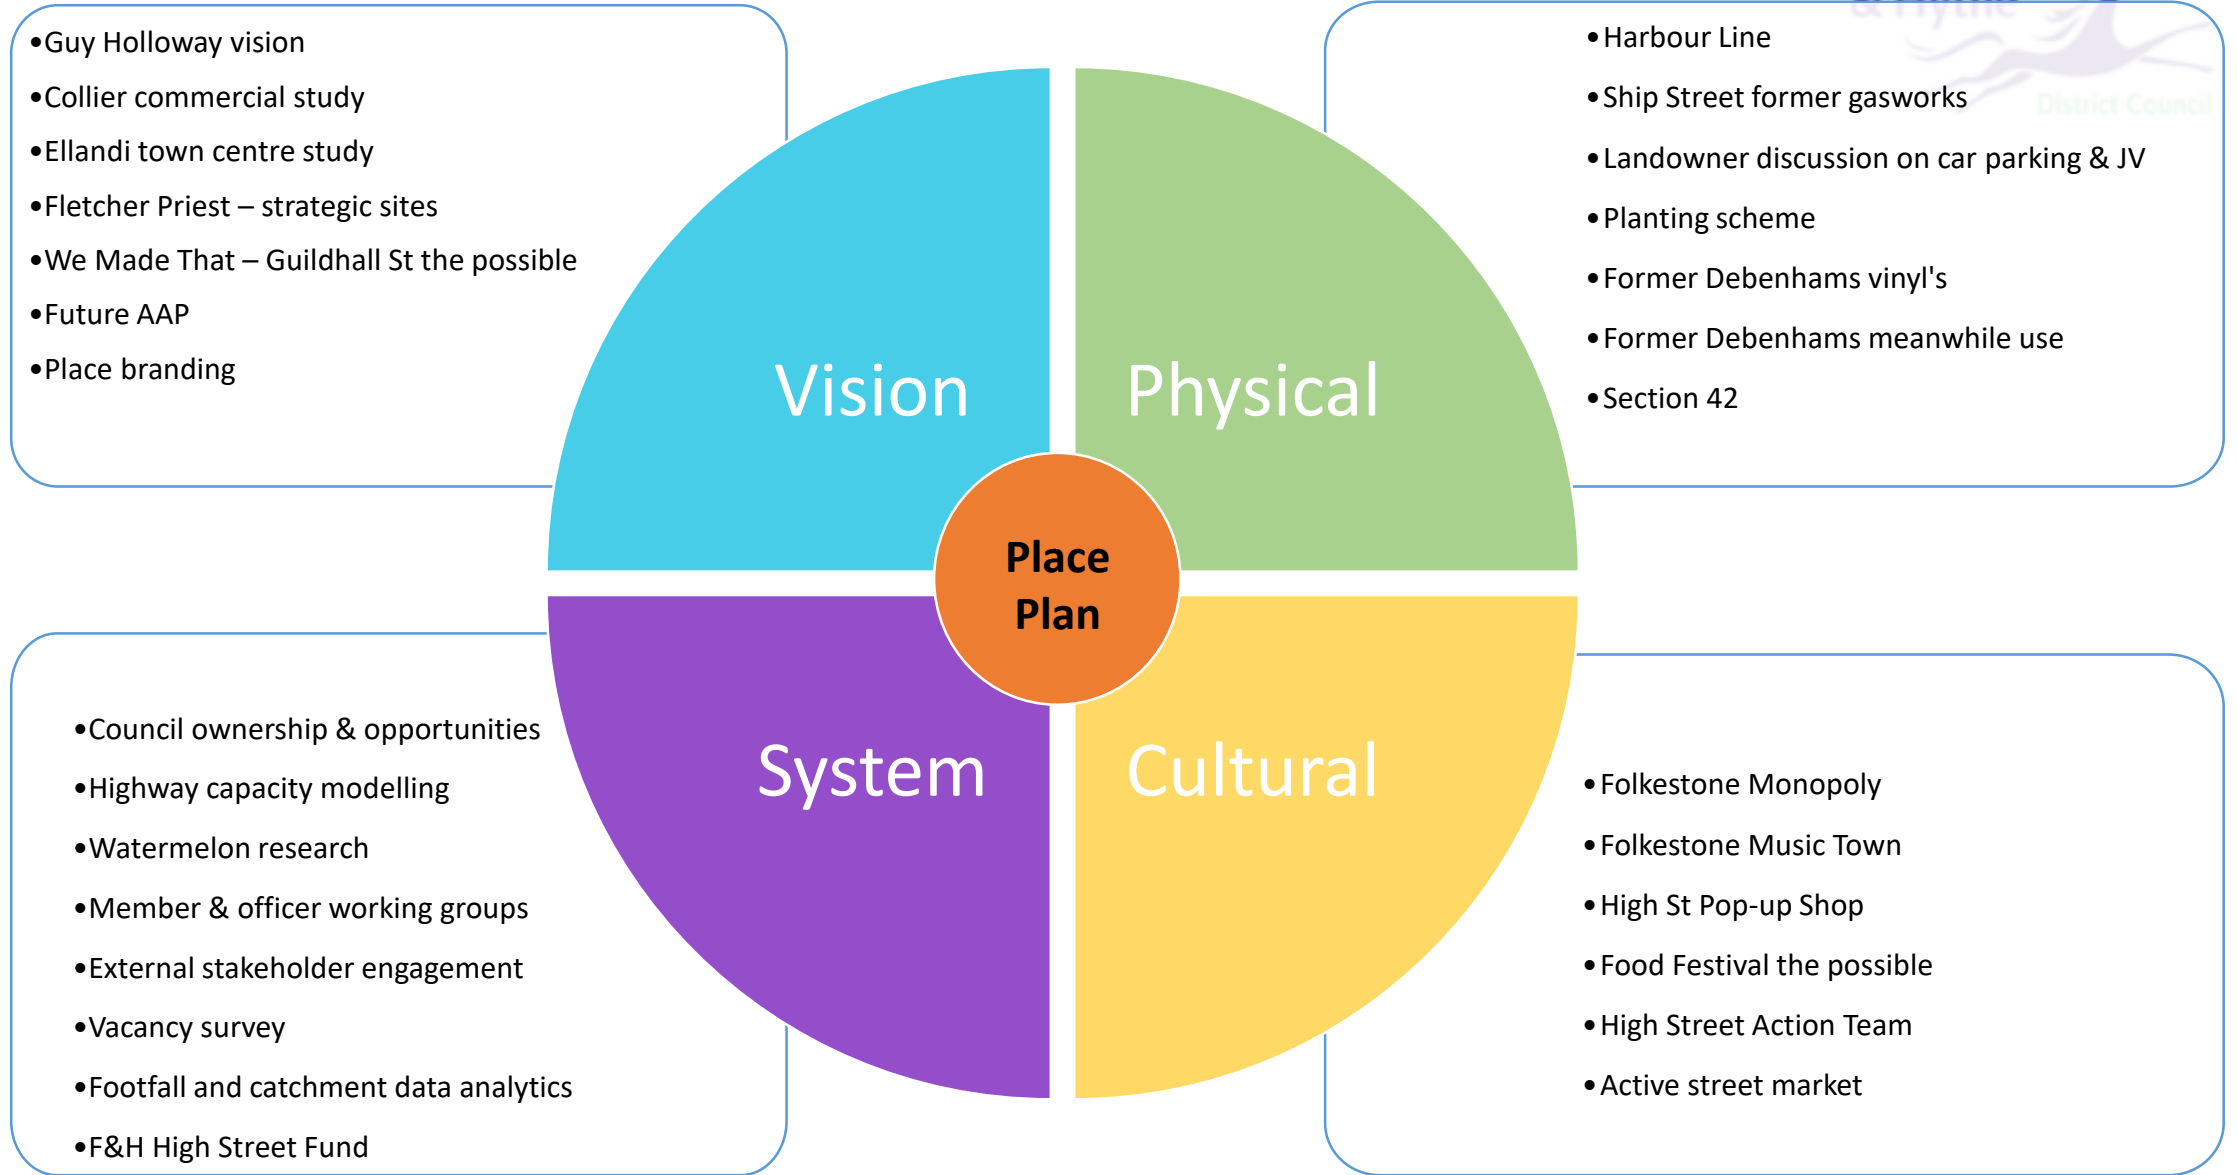 •Guy Holloway vision
•Collier commercial study
•Ellandi town centre study
•Fletcher Priest – strategic sites
•We Made That – Guildhall St the possible
•Future AAP
•Place branding
& Hythe
District Council
•Harbour Line
•Ship Street former gasworks
•Landowner discussion on car parking & JV
•Planting scheme
•Former Debenhams vinyl's
•Former Debenhams meanwhile use
•Section 42
Vision
Physical
Place
Plan
System
Cultural
•Council ownership & opportunities
•Highway capacity modelling
•Watermelon research
•Member & officer working groups
•External stakeholder engagement
•Vacancy survey
•Footfall and catchment data analytics
•F&H High Street Fund
•Folkestone Monopoly
•Folkestone Music Town
•High St Pop-up Shop
•Food Festival the possible
•High Street Action Team
•Active street market